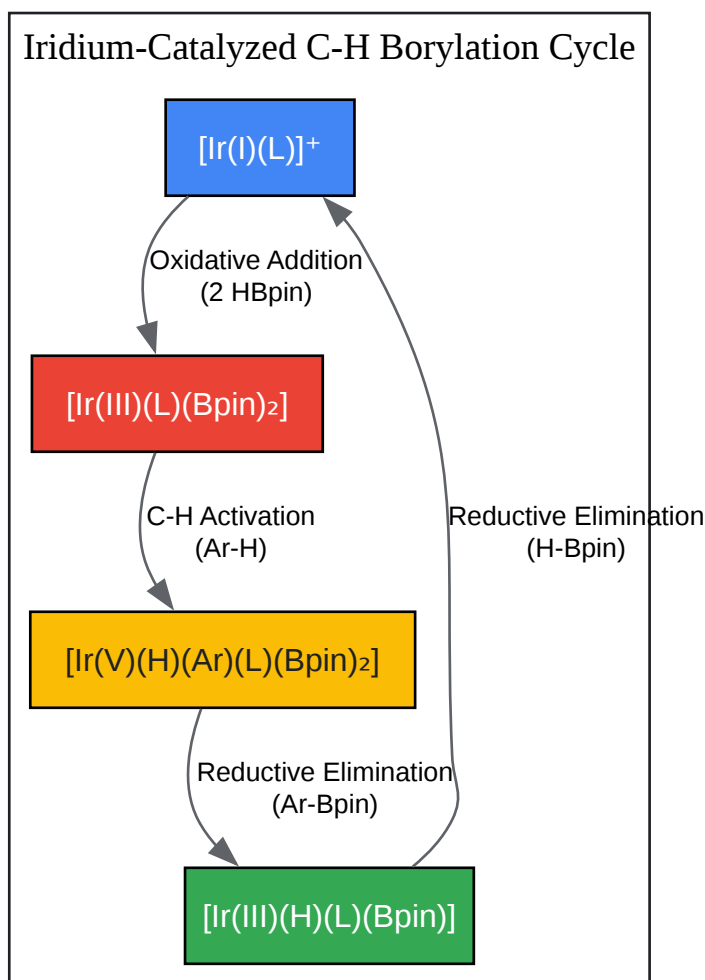 Iridium-Catalyzed C-H Borylation Cycle
[Ir(I)(L)]⁺
Oxidative Addition
(2 HBpin)
[Ir(III)(L)(Bpin)₂]
C-H Activation
(Ar-H)
Reductive Elimination
(H-Bpin)
[Ir(V)(H)(Ar)(L)(Bpin)₂]
Reductive Elimination
(Ar-Bpin)
[Ir(III)(H)(L)(Bpin)]